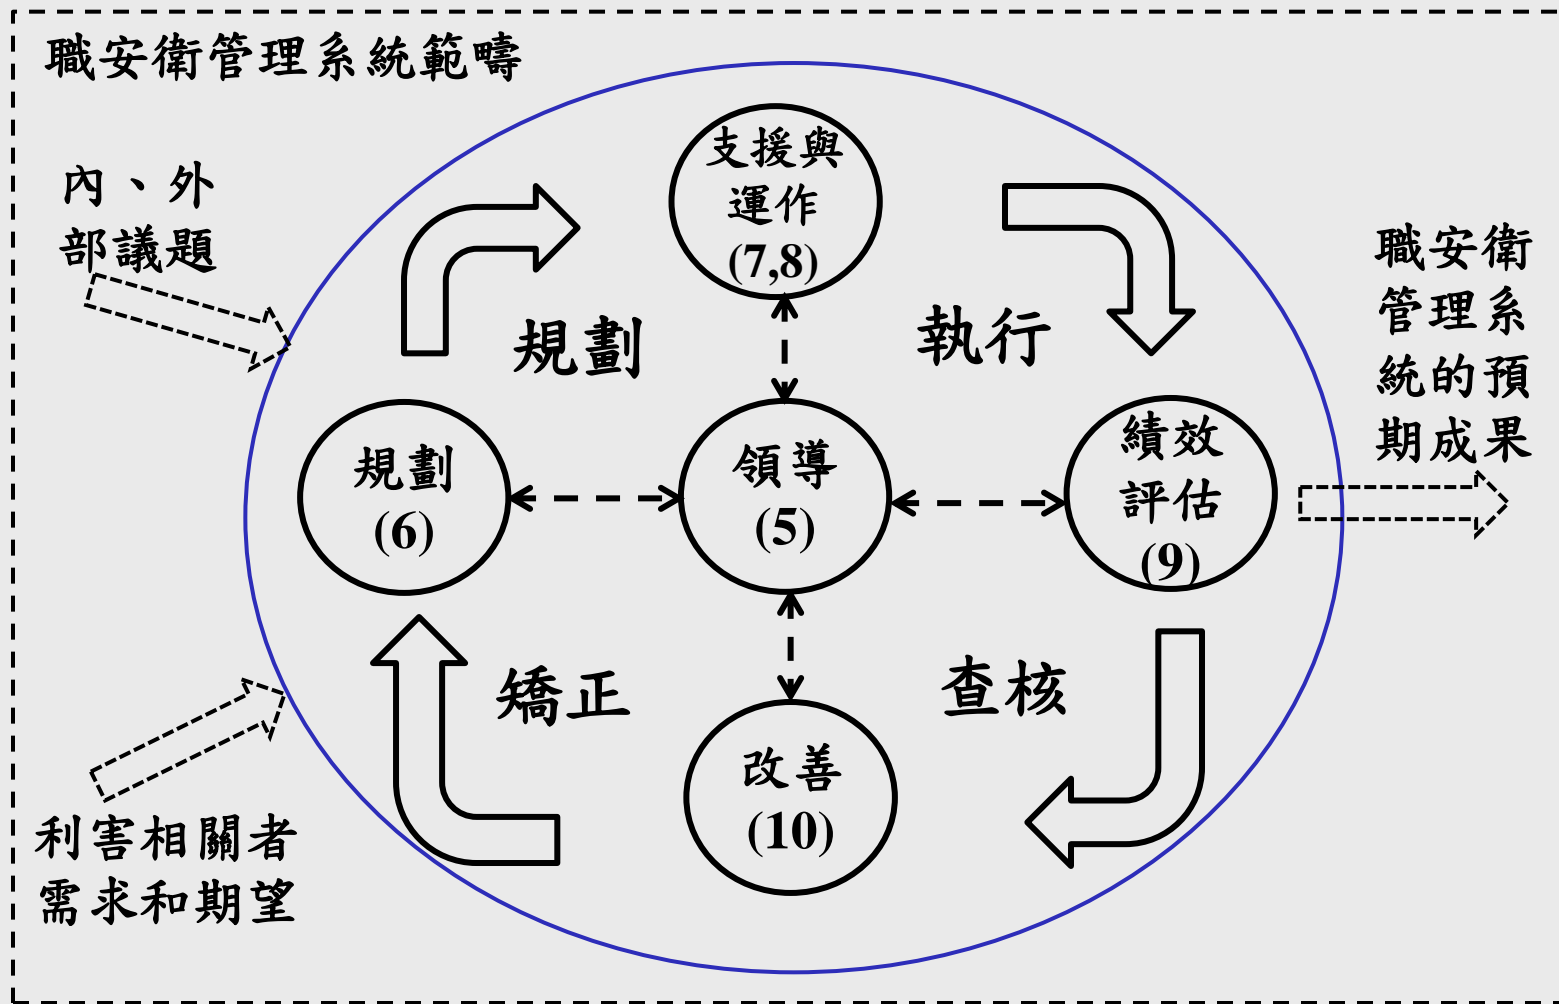 職安衛管理系統範疇
內、外
部議題
支援與
運作
(7,8)
規劃
執行
職安衛
管理系
統的預
期成果
規劃
(6)
領導
(5)
績效
評估
(9)
矯正
查核
改善
(10)
利害相關者
需求和期望